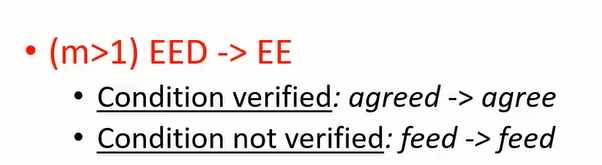 • (m>1) EED -> EE
• Condition verified: agreed -> agree
• Condition not verified: feed -> feed